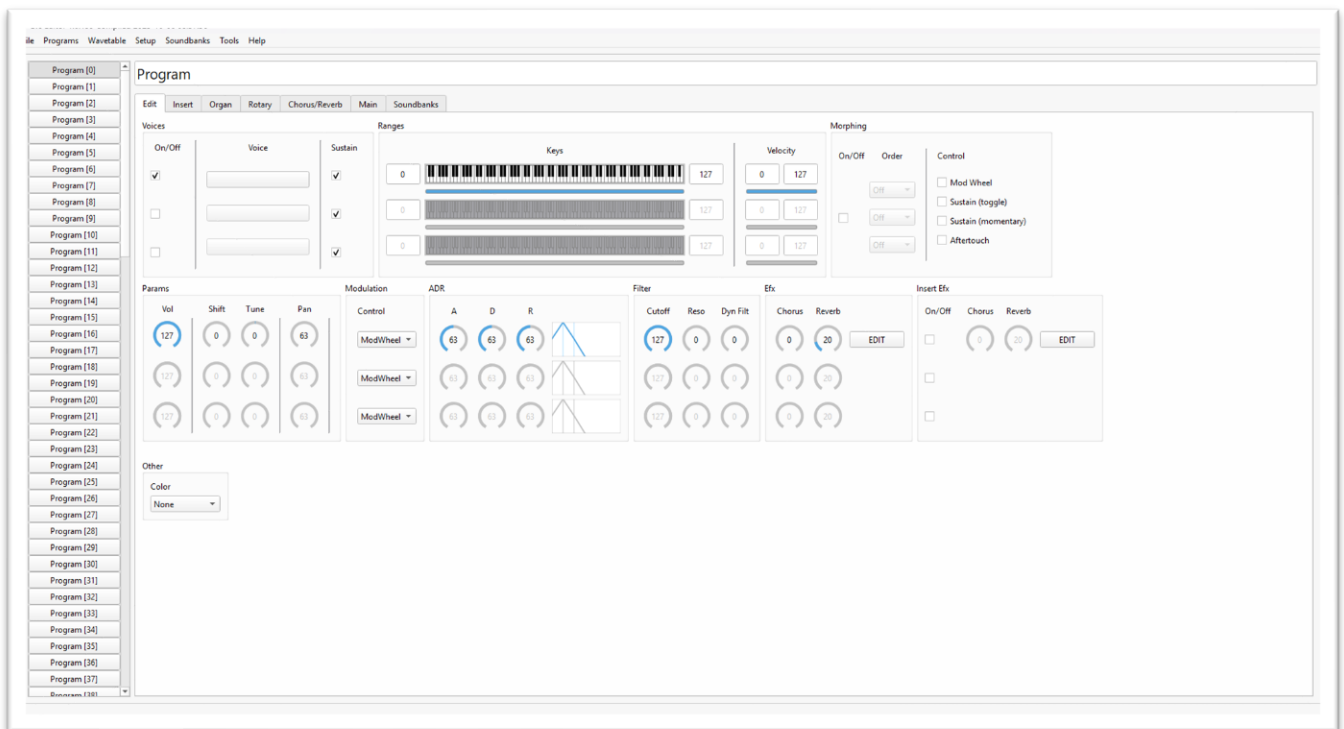 ile Programs Wavetable Setup Soundbanks Tools Help
Program [0]
Program [1]
Program [2]
Program [3]
Program [4]
Program [5]
Program [6]
Program [7]
Program [8]
Program [9]
Program [10]
Program [11]
Program [12]
Program [13]
Program [14]
Program [15]
Program [16]
Program [17]
Program [18]
Program [19]
Program [20]
Program [21]
Program [22]
Program [23]
Program [24]
Program [25]
Program [26]
Program [27]
Program [28]
Program [29]
Program [30]
Program [31]
Program [32]
Program [33]
Program [34]
Program [35]
Program [36]
Program [37]
Program [38]
Program
Edit Insert Organ Rotary Chorus/Reverb Main Soundbanks
Voices Ranges Morphing
On/Off Voice Sustain Keys Velocity On/Off Order Control
0 127 0 127
Mod Wheel
Off
Sustain (toggle)
0 127 0 127 Off
Sustain (momentary)
Aftertouch
0 127 0 127 Off
Params Modulation ADR Filter Efx Insert Efx
Vol Shift Tune Pan Control A D R Cutoff Reso Dyn Filt Chorus Reverb On/Off Chorus Reverb
127 0 0 63 ModWheel 63 63 63 127 0 0 0 20 EDIT 0 20 EDIT
127 0 0 63 ModWheel 63 63 63 127 0 0 0 20
127 0 0 63 ModWheel 63 63 63 127 0 0 0 20
Other
Color
None